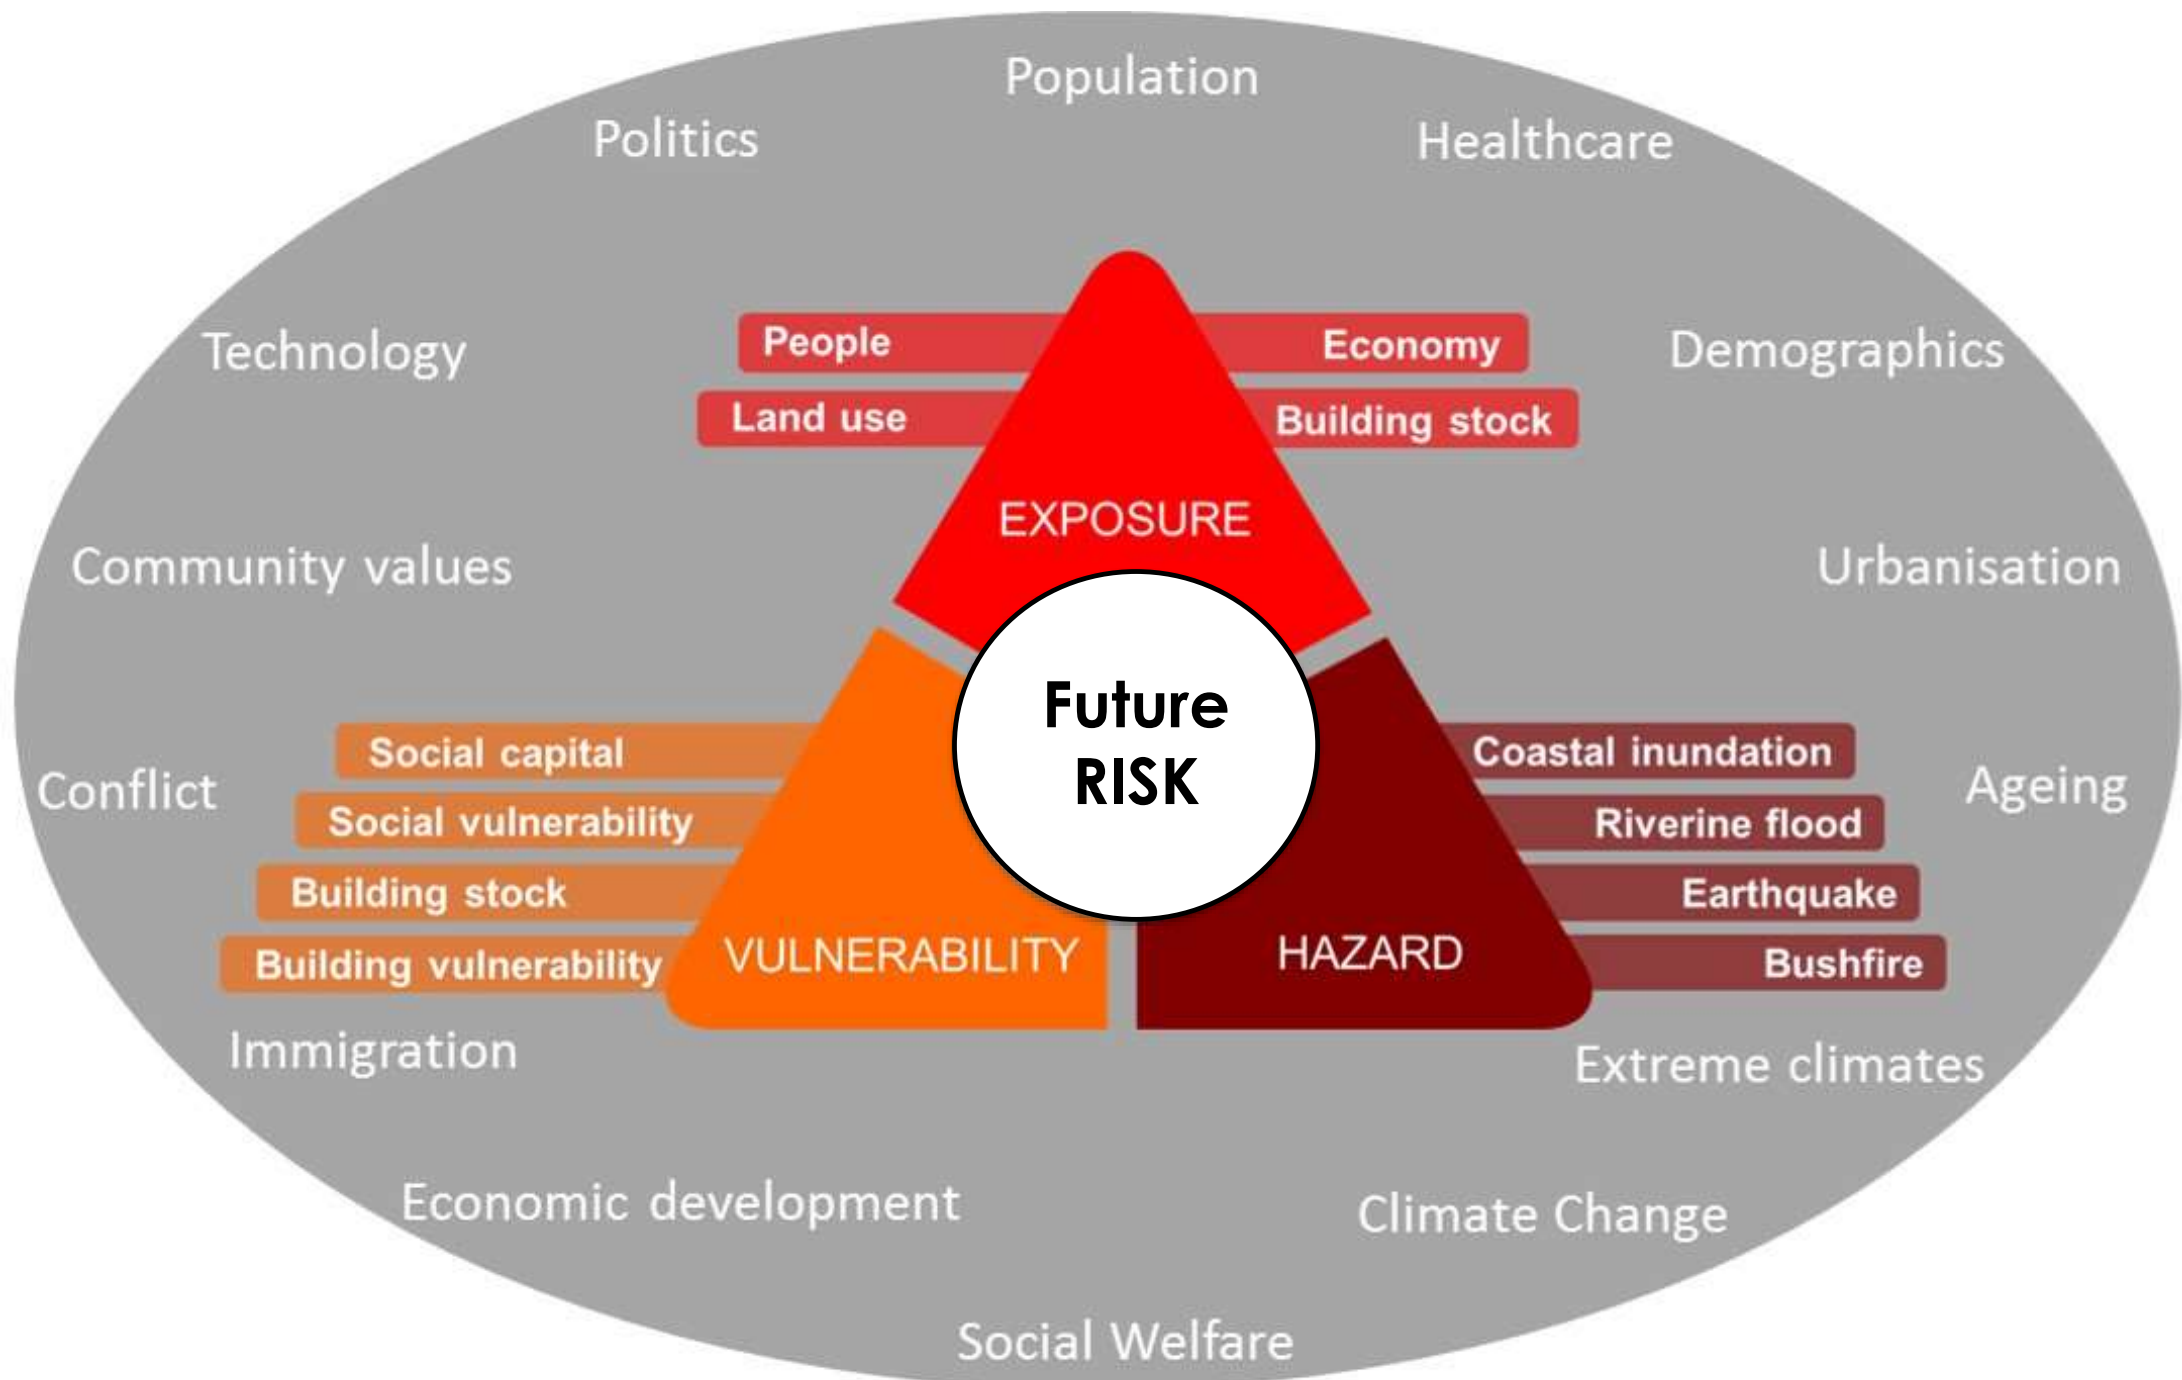 Population
Politics
Healthcare
Technology
People
Economy
Demographics
Land use
Building stock
EXPOSURE
Community values
Urbanisation
Future
RISK
Social capital
Coastal inundation
Conflict
Ageing
Social vulnerability
Riverine flood
Building stock
Earthquake
Building vulnerability
VULNERABILITY
HAZARD
Bushfire
Immigration
Extreme climates
Economic development
Climate Change
Social Welfare